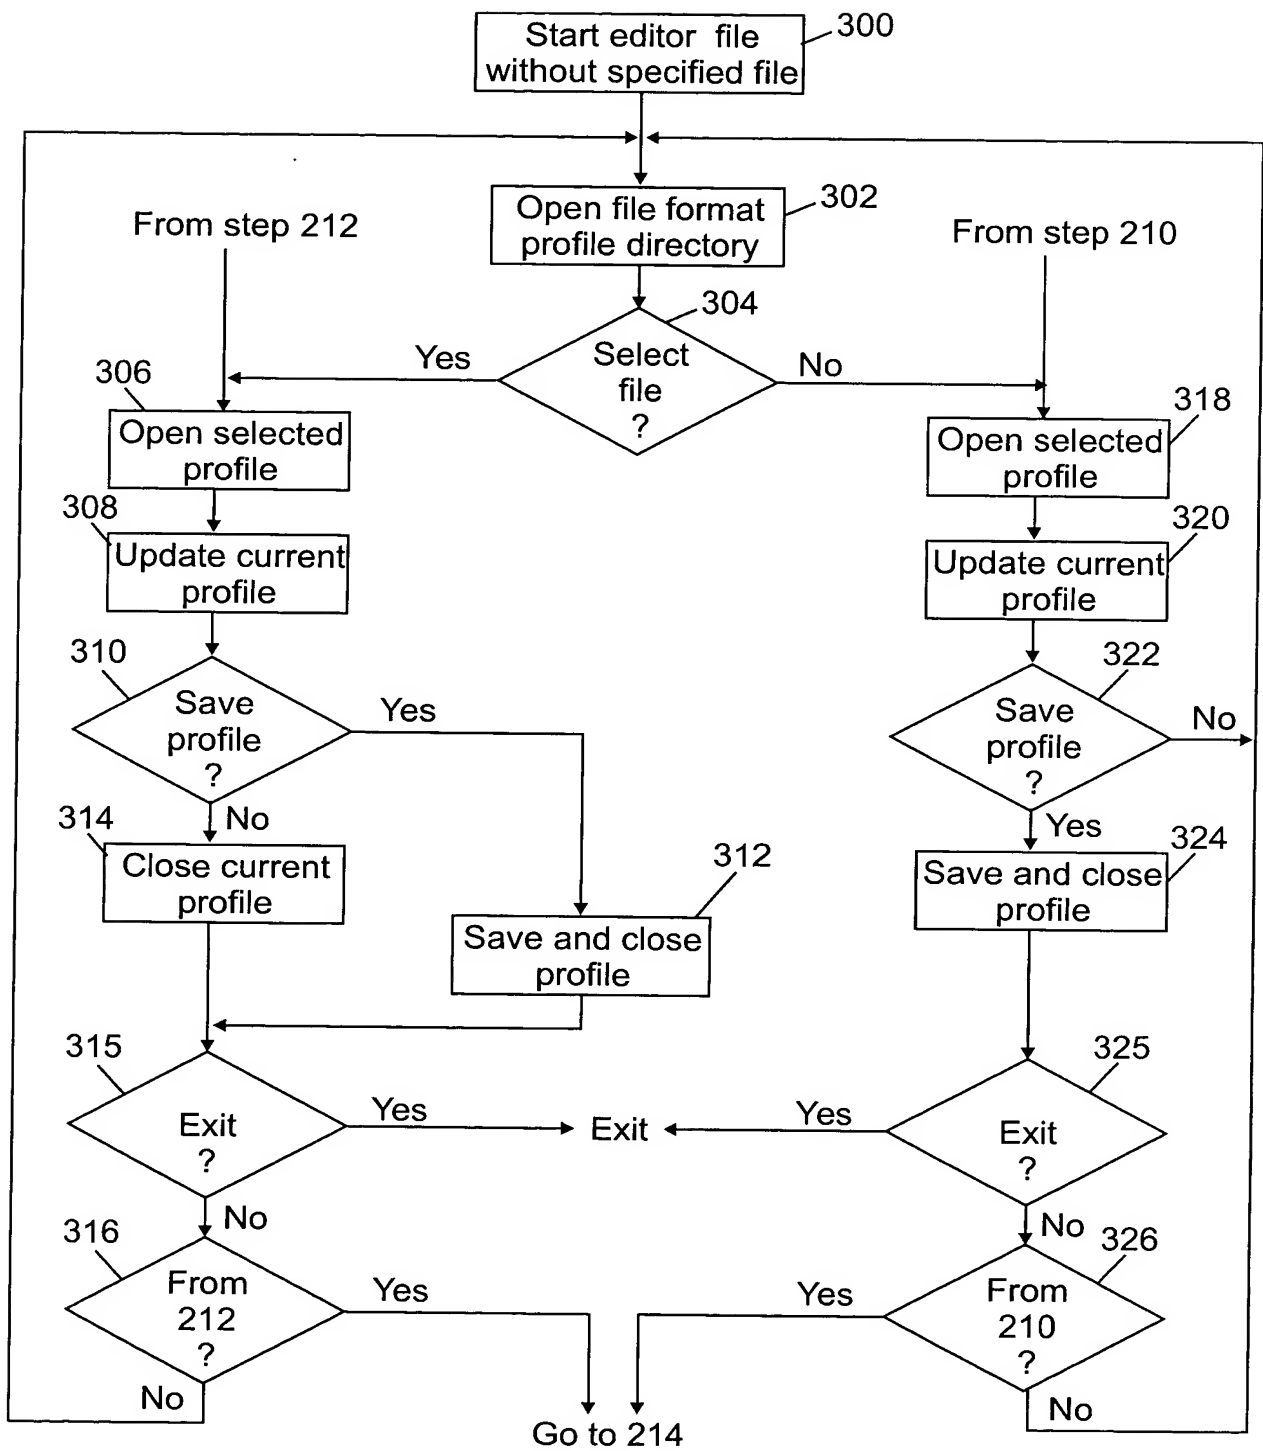 Start editor file
without specified file
300
Open file format
profile directory
302
From step 212
From step 210
304
Select
file
?
Yes
No
306
Open selected
profile
318
Open selected
profile
308
Update current
profile
320
Update current
profile
310
Save
profile
?
Yes
No
322
Save
profile
?
No
Yes
314
Close current
profile
312
Save and close
profile
324
Save and close
profile
315
Exit
?
Yes
Exit
Yes
325
Exit
?
No
No
316
From
212
?
Yes
No
326
From
210
?
Yes
No
Go to 214